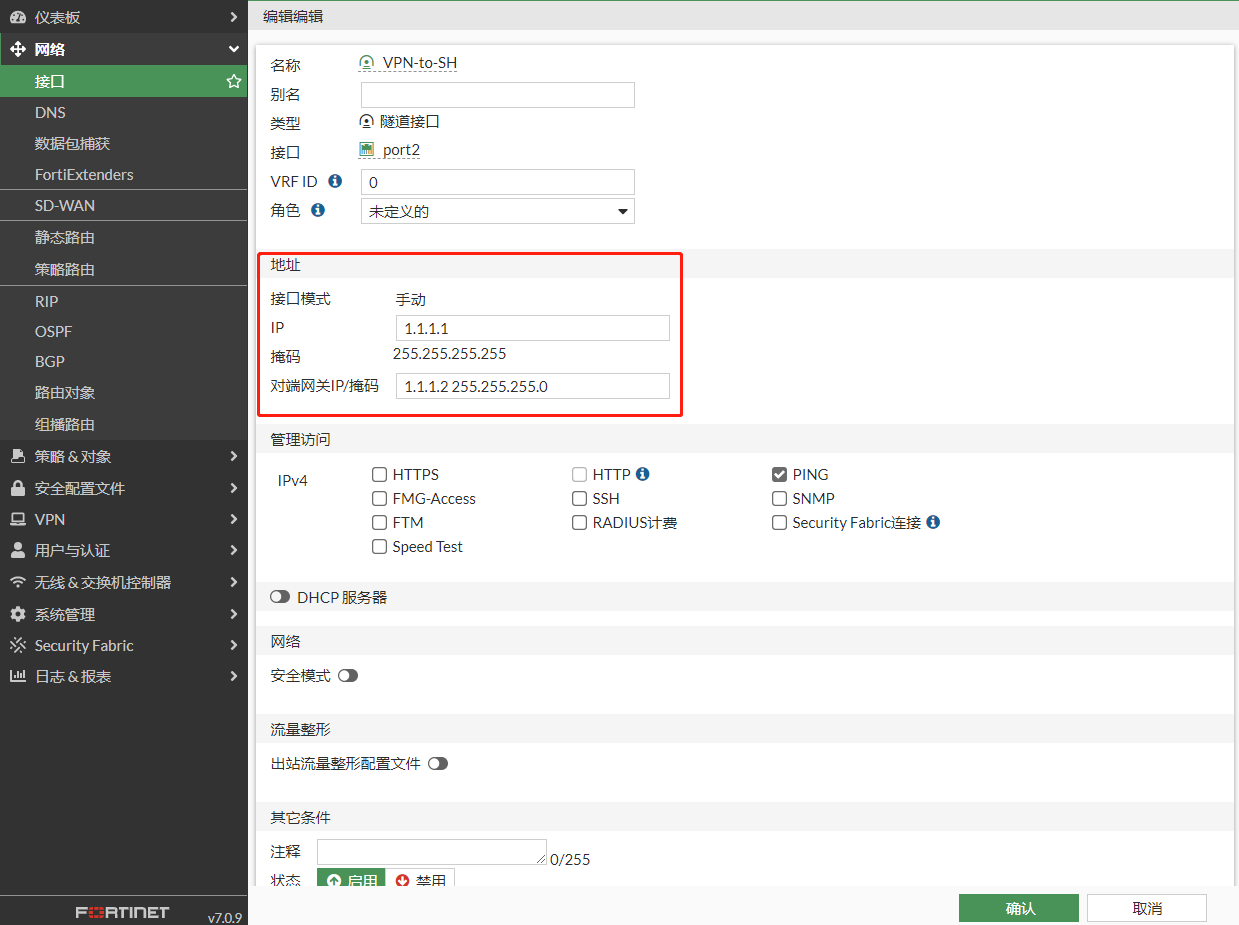 仪表板
网络
接口
DNS
数据包捕获
FortiExtenders
SD-WAN
静态路由
策略路由
RIP
OSPF
BGP
路由对象
组播路由
策略 & 对象
安全配置文件
VPN
用户与认证
无线 & 交换机控制器
系统管理
Security Fabric
日志 & 报表
FORTINET v7.0.9
编辑编辑
名称 VPN-to-SH
别名
类型 隧道接口
接口 port2
VRF ID 0
角色 未定义的
地址
接口模式 手动
IP 1.1.1.1
掩码 255.255.255.255
对端网关IP/掩码 1.1.1.2 255.255.255.0
管理访问
IPv4 HTTPS HTTP PING
FMG-Access SSH SNMP
FTM RADIUS计费 Security Fabric连接
Speed Test
DHCP 服务器
网络
安全模式
流量整形
出站流量整形配置文件
其它条件
注释 0/255
状态 启用 禁用
确认 取消